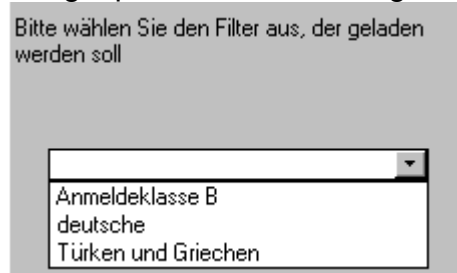 Bitte wählen Sie den Filter aus, der geladen
werden soll
Anmeldeklasse B
deutsche
Türken und Griechen